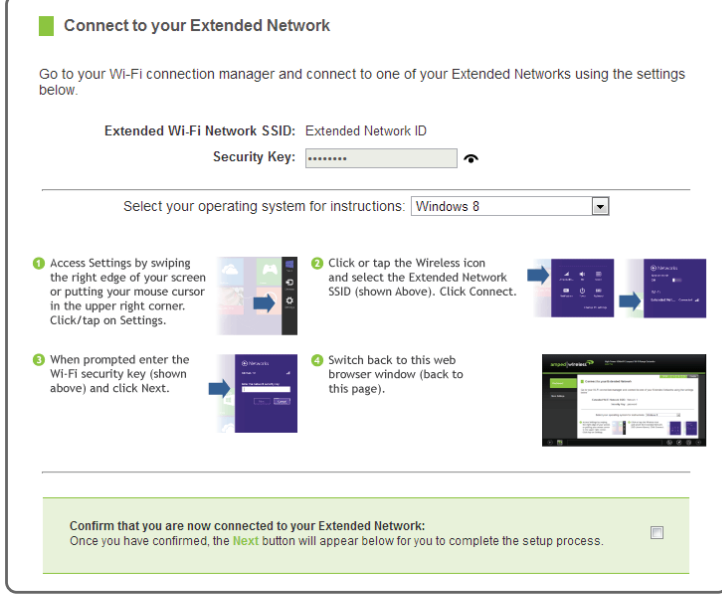 Connect to your Extended Network
Go to your Wi-Fi connection manager and connect to one of your Extended Networks using the settings
below.
Extended Wi-Fi Network SSID: Extended Network ID
Security Key: ••••••••
Select your operating system for instructions: Windows 8
1 Access Settings by swiping
the right edge of your screen
or putting your mouse cursor
in the upper right corner.
Click/tap on Settings.
2 Click or tap the Wireless icon
and select the Extended Network
SSID (shown Above). Click Connect.
3 When prompted enter the
Wi-Fi security key (shown
above) and click Next.
Networks
4 Switch back to this web
browser window (back to
this page).
amped wireless
Confirm that you are now connected to your Extended Network:
Once you have confirmed, the Next button will appear below for you to complete the setup process.